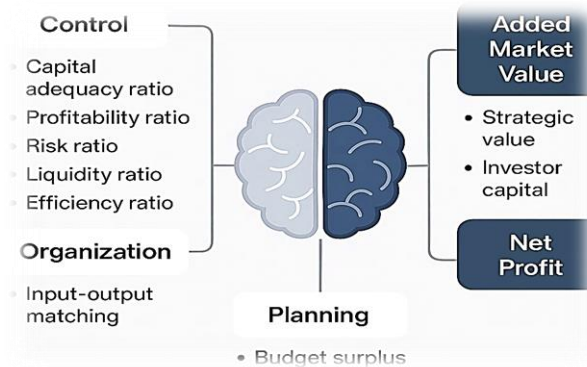 Control
• Capital
adequacy ratio
• Profitability ratio
• Risk ratio
• Liquidity ratio
• Efficiency ratio
Organization
• Input-output
matching
Planning
• Budget surplus
Added
Market
Value
• Strategic
value
• Investor
capital
Net
Profit